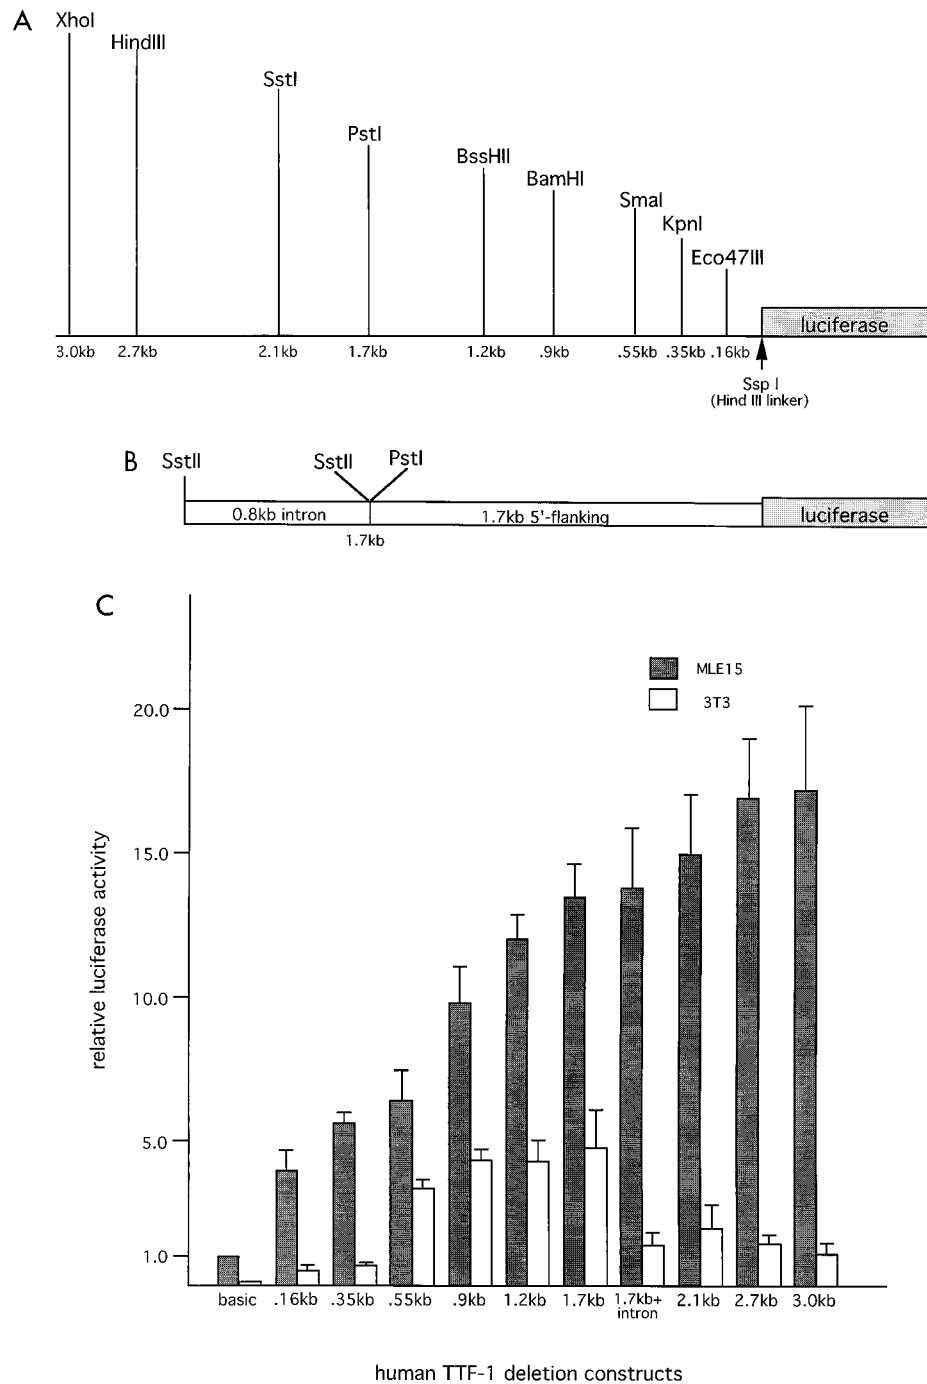 A
XhoI
HindIII
SstI
PstI
BssHII
BamHI
SmaI
KpnI
Eco47III
luciferase
3.0kb 2.7kb 2.1kb 1.7kb 1.2kb .9kb .55kb .35kb .16kb
Ssp I
(Hind III linker)
B
SstII SstII PstI
0.8kb intron 1.7kb 5'-flanking luciferase
1.7kb
C
MLE15
3T3
20.0
15.0
10.0
5.0
1.0
relative luciferase activity
basic .16kb .35kb .55kb .9kb 1.2kb 1.7kb 1.7kb+ 2.1kb 2.7kb 3.0kb
intron
human TTF-1 deletion constructs